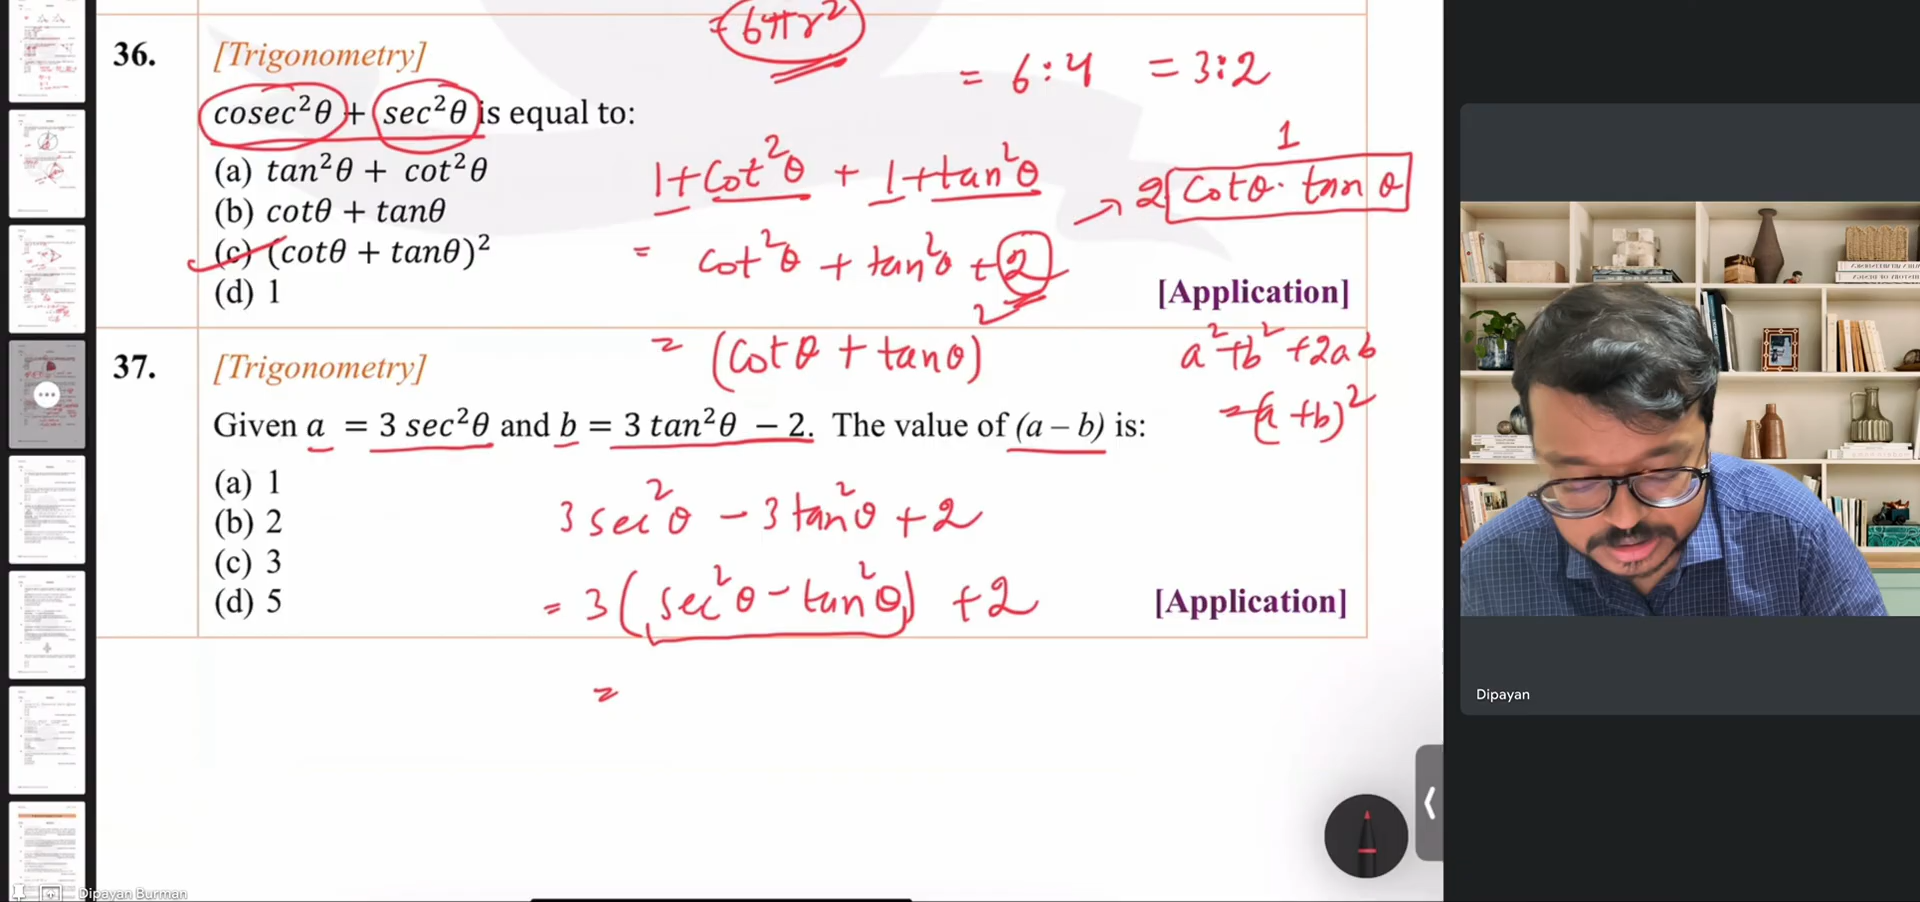 = 6πr²
36.
[Trigonometry]
= 6:4 = 3:2
cosec²θ + sec²θ is equal to:
(a) tan²θ + cot²θ
(b) cotθ + tanθ
(c) (cotθ + tanθ)²
(d) 1
1+cot²θ + 1+tan²θ
= cot²θ + tan²θ + 2
= (cotθ + tanθ)²
1
→ 2 cotθ · tanθ
[Application]
a²+b²+2ab
=(a+b)²
37.
[Trigonometry]
Given a = 3 sec²θ and b = 3 tan²θ − 2. The value of (a – b) is:
(a) 1
(b) 2
(c) 3
(d) 5
3 sec²θ − 3 tan²θ + 2
= 3 (sec²θ − tan²θ) + 2
=
[Application]
Dipayan
Dipayan Burman